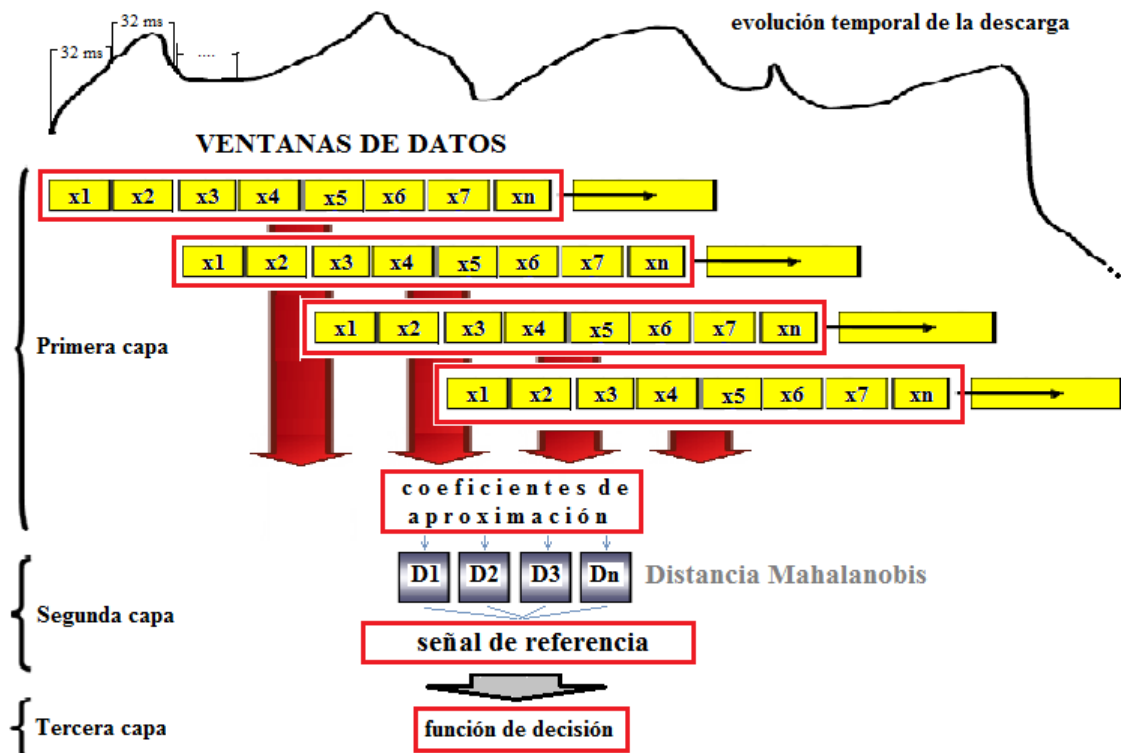 evolución temporal de la descarga
32 ms
32 ms
....
VENTANAS DE DATOS
x1 x2 x3 x4 x5 x6 x7 xn
x1 x2 x3 x4 x5 x6 x7 xn
x1 x2 x3 x4 x5 x6 x7 xn
Primera capa
x1 x2 x3 x4 x5 x6 x7 xn
coeficientes de
aproximación
D1 D2 D3 Dn Distancia Mahalanobis
Segunda capa
señal de referencia
Tercera capa
función de decisión